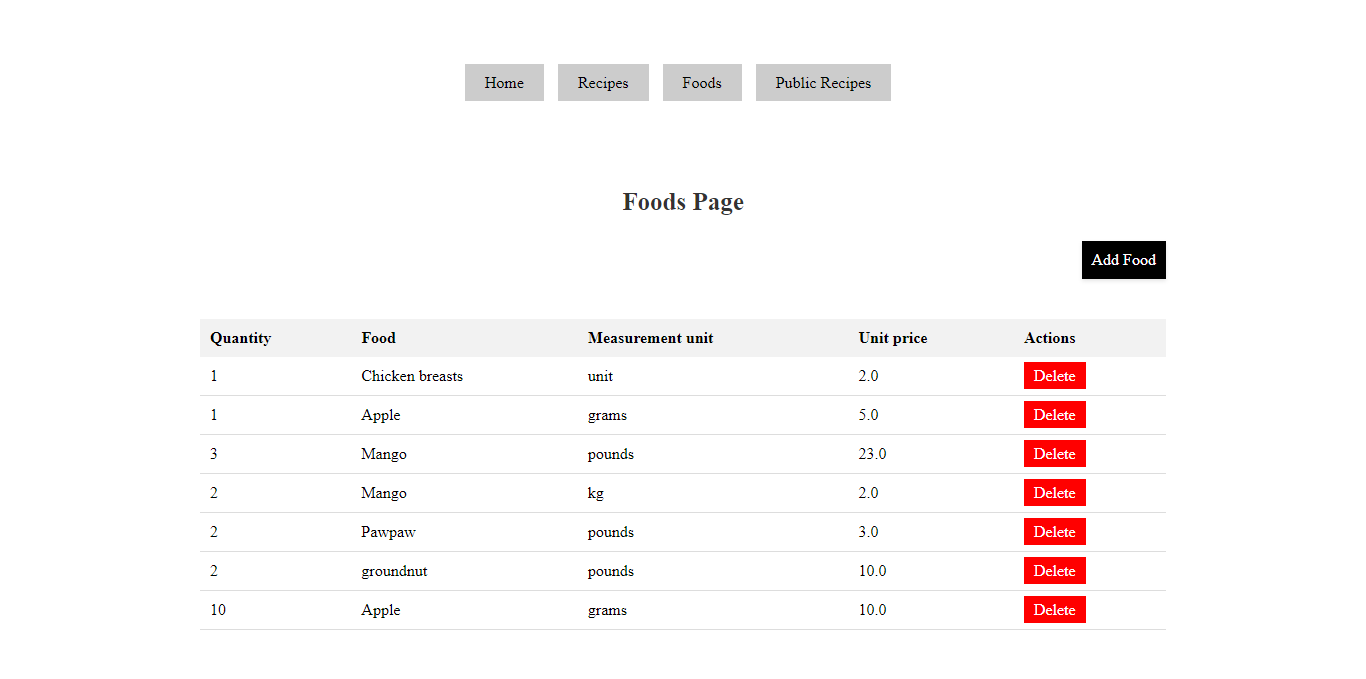 Home Recipes Foods Public Recipes
Foods Page
Add Food
Quantity Food Measurement unit Unit price Actions
1 Chicken breasts unit 2.0 Delete
1 Apple grams 5.0 Delete
3 Mango pounds 23.0 Delete
2 Mango kg 2.0 Delete
2 Pawpaw pounds 3.0 Delete
2 groundnut pounds 10.0 Delete
10 Apple grams 10.0 Delete